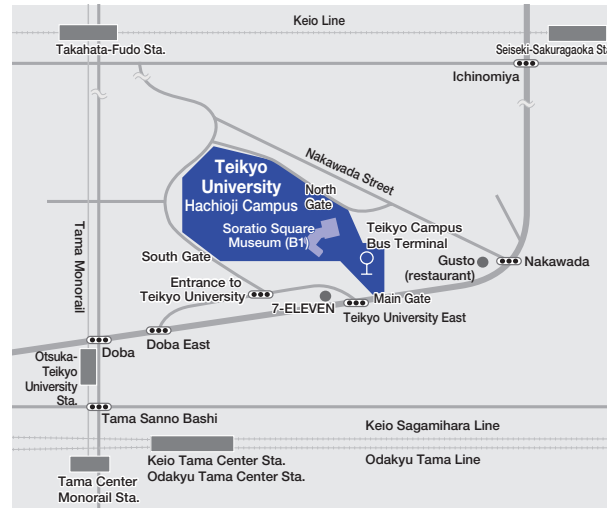 Keio Line
Takahata-Fudo Sta.
Seiseki-Sakuragaoka Sta
Ichinomiya
Teikyo
University
Hachioji Campus
North
Gate
Nakawada Street
Soratio Square
Museum (B1)
Teikyo Campus
Bus Terminal
Tama Monorail
South Gate
Gusto
(restaurant)
Nakawada
Entrance to
Teikyo University
7-ELEVEN
Main Gate
Teikyo University East
Doba East
Doba
Otsuka-
Teikyo
University
Sta.
Tama Sanno Bashi
Keio Sagamihara Line
Keio Tama Center Sta.
Odakyu Tama Center Sta.
Odakyu Tama Line
Tama Center
Monorail Sta.